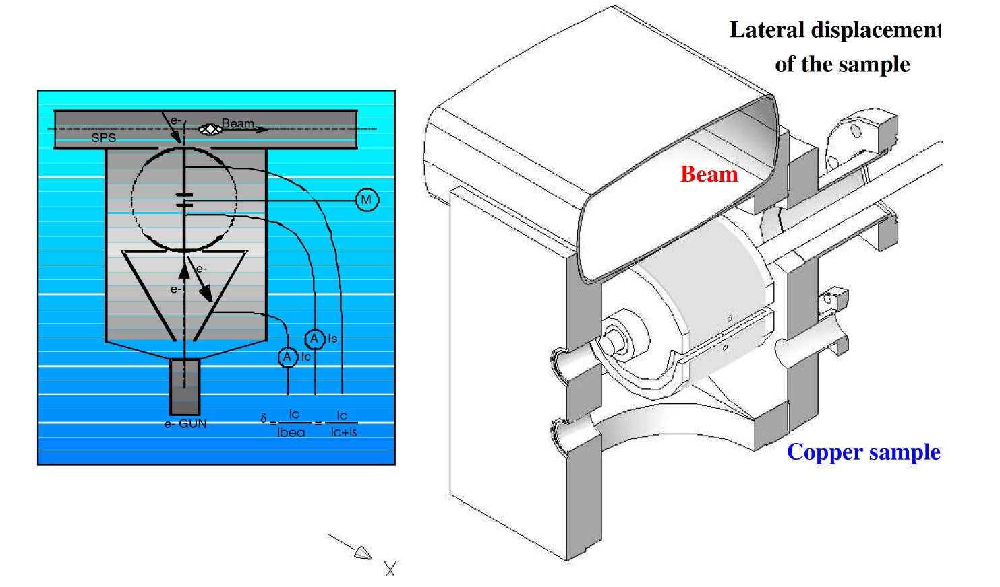 Lateral displacement
of the sample
e-
Beam
SPS
M
Beam
e-
e-
A Is
A Ic
e- GUN
δ = Ic / Ibea = Ic / Ic+Is
Copper sample
X